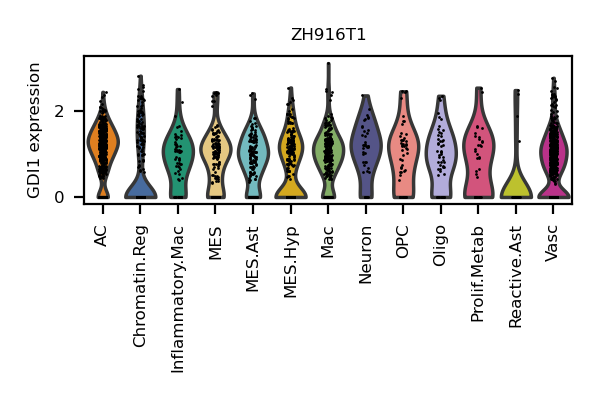 ZH916T1
GDI1 expression
2
0
AC
Chromatin.Reg
Inflammatory.Mac
MES
MES.Ast
MES.Hyp
Mac
Neuron
OPC
Oligo
Prolif.Metab
Reactive.Ast
Vasc